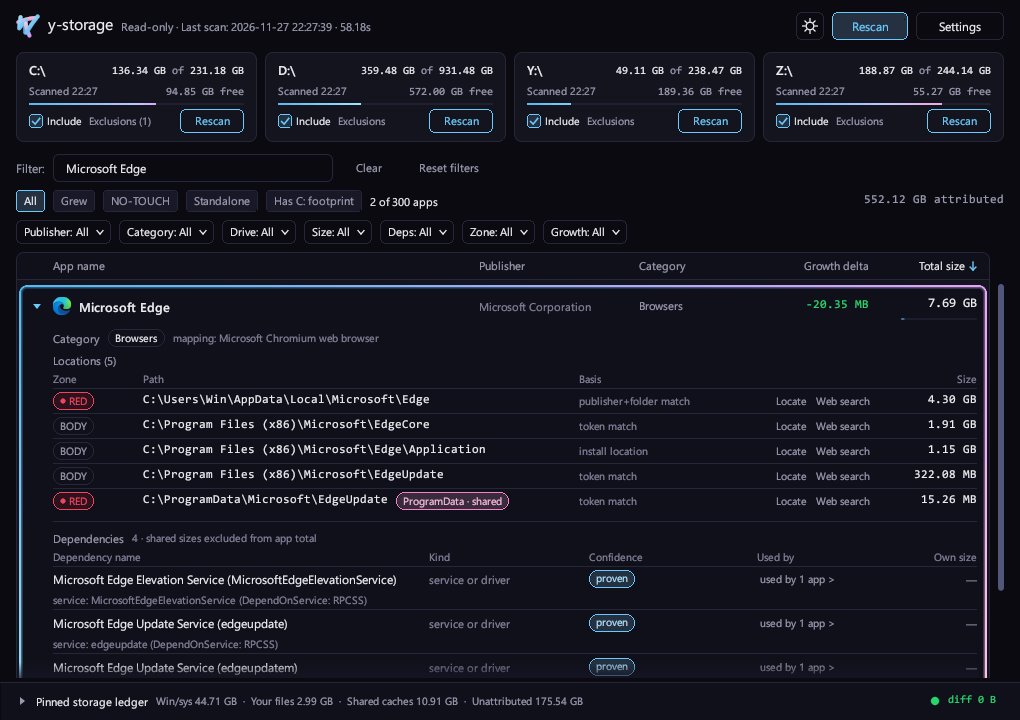 y-storage Read-only · Last scan: 2026-11-27 22:27:39 · 58.18s Rescan Settings
C:\ 136.34 GB of 231.18 GB
Scanned 22:27 94.85 GB free
Include Exclusions (1) Rescan
D:\ 359.48 GB of 931.48 GB
Scanned 22:27 572.00 GB free
Include Exclusions Rescan
Y:\ 49.11 GB of 238.47 GB
Scanned 22:27 189.36 GB free
Include Exclusions Rescan
Z:\ 188.87 GB of 244.14 GB
Scanned 22:27 55.27 GB free
Include Exclusions Rescan
Filter: Microsoft Edge Clear Reset filters
All Grew NO-TOUCH Standalone Has C: footprint 2 of 300 apps 552.12 GB attributed
Publisher: All Category: All Drive: All Size: All Deps: All Zone: All Growth: All
App name Publisher Category Growth delta Total size ↓
Microsoft Edge Microsoft Corporation Browsers -20.35 MB 7.69 GB
Category Browsers mapping: Microsoft Chromium web browser
Locations (5)
Zone Path Basis Size
RED C:\Users\Win\AppData\Local\Microsoft\Edge publisher+folder match Locate Web search 4.30 GB
BODY C:\Program Files (x86)\Microsoft\EdgeCore token match Locate Web search 1.91 GB
BODY C:\Program Files (x86)\Microsoft\Edge\Application install location Locate Web search 1.15 GB
BODY C:\Program Files (x86)\Microsoft\EdgeUpdate token match Locate Web search 322.08 MB
RED C:\ProgramData\Microsoft\EdgeUpdate ProgramData · shared token match Locate Web search 15.26 MB
Dependencies 4 · shared sizes excluded from app total
Dependency name Kind Confidence Used by Own size
Microsoft Edge Elevation Service (MicrosoftEdgeElevationService) service or driver proven used by 1 app > —
service: MicrosoftEdgeElevationService (DependOnService: RPCSS)
Microsoft Edge Update Service (edgeupdate) service or driver proven used by 1 app > —
service: edgeupdate (DependOnService: RPCSS)
Microsoft Edge Update Service (edgeupdatem) service or driver proven used by 1 app > —
Pinned storage ledger Win/sys 44.71 GB · Your files 2.99 GB · Shared caches 10.91 GB · Unattributed 175.54 GB diff 0 B